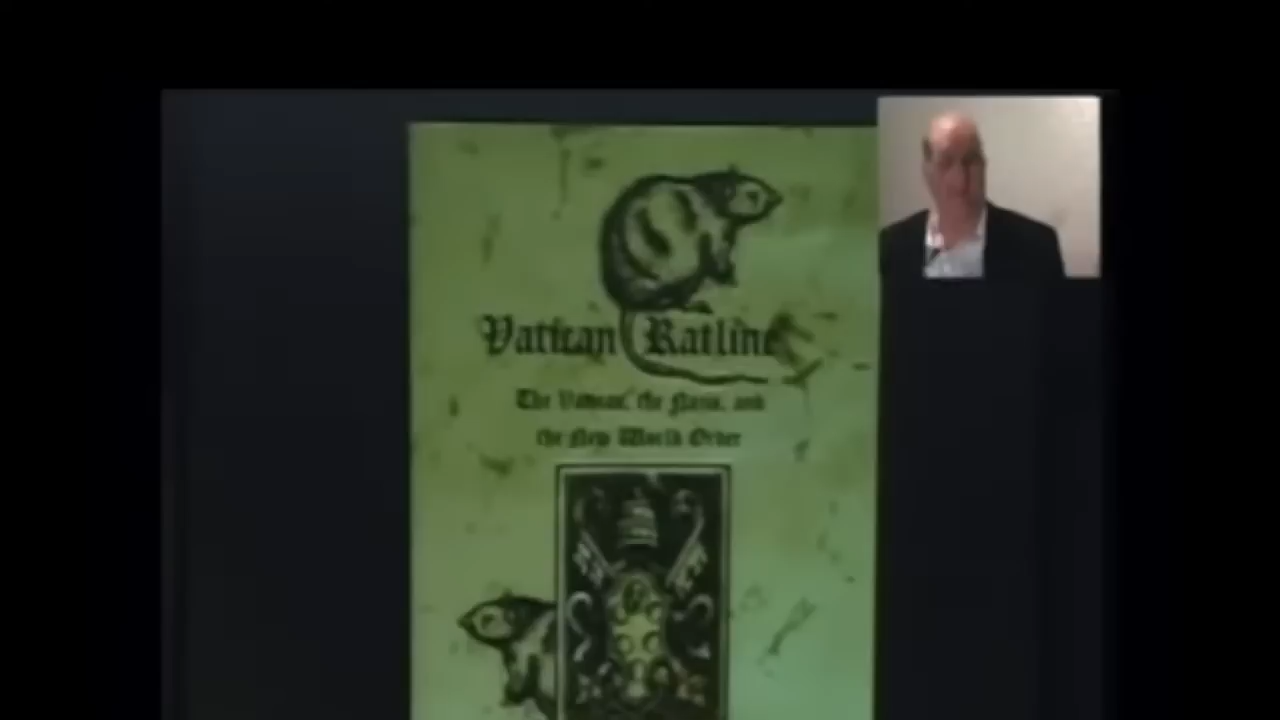 Vatican Ratline
The Vatican, the Nazis, and
the New World Order